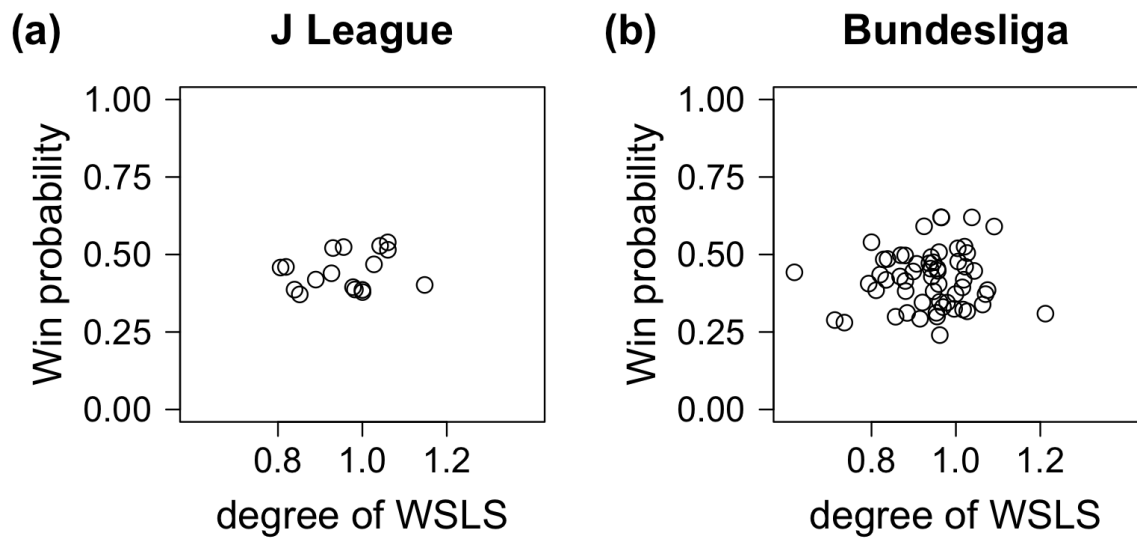 (a) J League
1.00
0.75
0.50
0.25
0.00
Win probability
0.8 1.0 1.2
degree of WSLS
(b) Bundesliga
1.00
0.75
0.50
0.25
0.00
Win probability
0.8 1.0 1.2
degree of WSLS